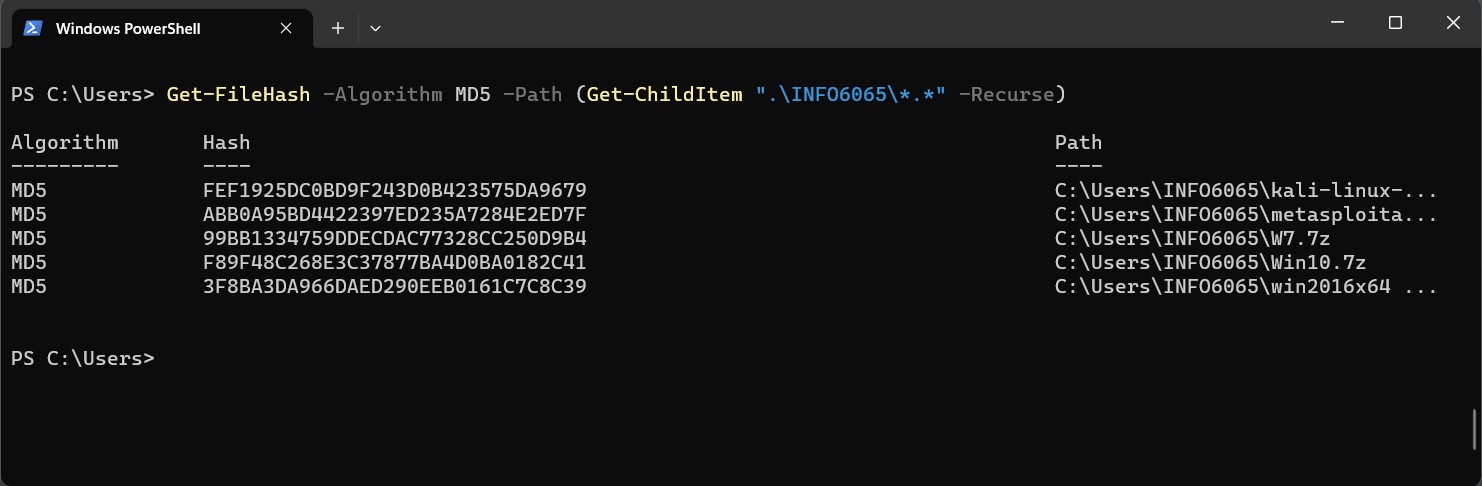 Windows PowerShell
PS C:\Users> Get-FileHash -Algorithm MD5 -Path (Get-ChildItem ".\INFO6065\*.*" -Recurse)
Algorithm Hash Path
--------- ---- ----
MD5 FEF1925DC0BD9F243D0B423575DA9679 C:\Users\INFO6065\kali-linux-...
MD5 ABB0A95BD4422397ED235A7284E2ED7F C:\Users\INFO6065\metasploita...
MD5 99BB1334759DDECDAC77328CC250D9B4 C:\Users\INFO6065\W7.7z
MD5 F89F48C268E3C37877BA4D0BA0182C41 C:\Users\INFO6065\Win10.7z
MD5 3F8BA3DA966DAED290EEB0161C7C8C39 C:\Users\INFO6065\win2016x64 ...
PS C:\Users>